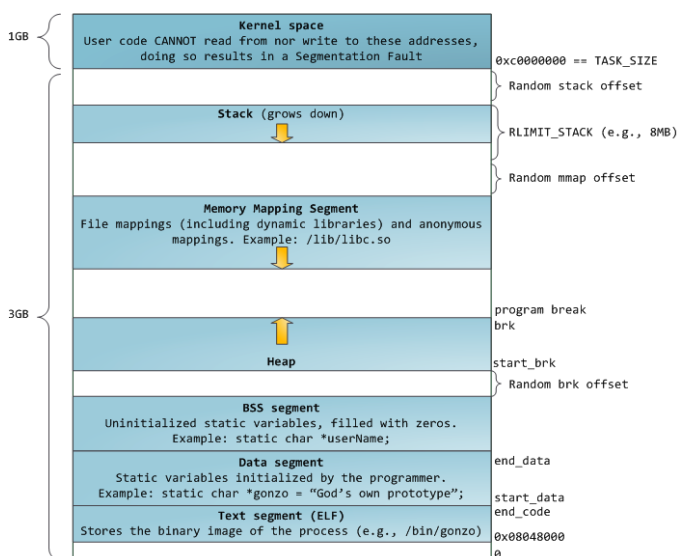 Kernel space
1GB
User code CANNOT read from nor write to these addresses,
doing so results in a Segmentation Fault
0xc0000000 == TASK_SIZE
Random stack offset
Stack (grows down)
RLIMIT_STACK (e.g., 8MB)
Random mmap offset
Memory Mapping Segment
File mappings (including dynamic libraries) and anonymous
mappings. Example: /lib/libc.so
3GB
program break
brk
Heap
start_brk
Random brk offset
BSS segment
Uninitialized static variables, filled with zeros.
Example: static char *userName;
Data segment
end_data
Static variables initialized by the programmer.
Example: static char *gonzo = “God’s own prototype”;
start_data
end_code
Text segment (ELF)
Stores the binary image of the process (e.g., /bin/gonzo)
0x08048000
0